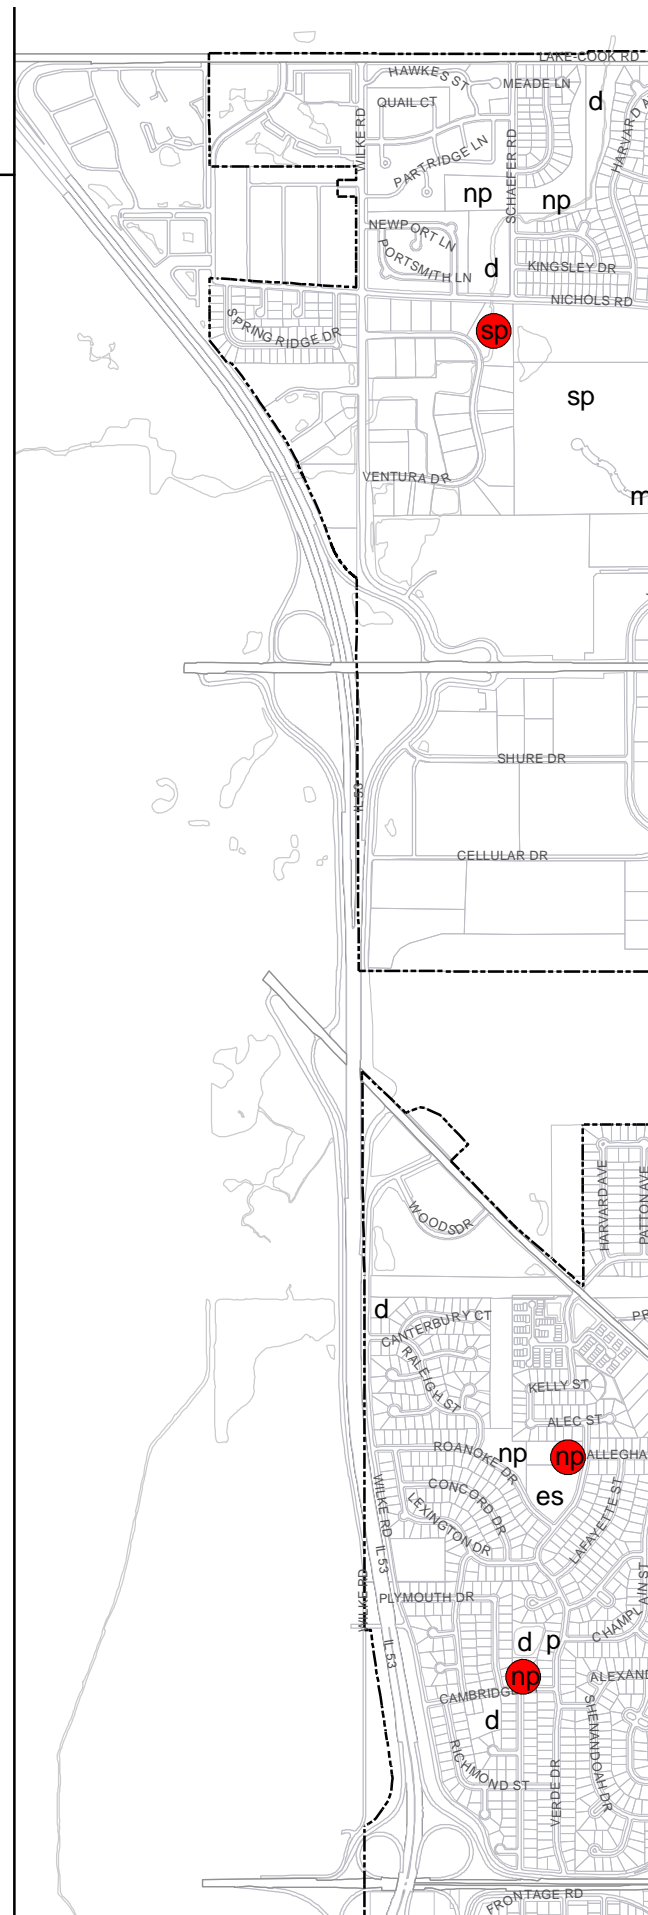 LAKE-COOK RD
HAWKES ST
MEADE LN
d
QUAIL CT
WILKE RD
HARVARD A
PARTRIDGE LN
SCHAEFER RD
np
np
NEWPORT LN
PORTSMITH LN
d
KINGSLEY DR
NICHOLS RD
SPRING RIDGE DR
sp
sp
VENTURA DR
m
SHURE DR
IL 53
CELLULAR DR
HARVARD AVE
PATTON AVE
WOODS DR
d
CANTERBURY CT
PR
RALEIGH ST
KELLY ST
ALEC ST
ROANOKE DR
np
np
ALLEGHA
CONCORD DR
es
LEXINGTON DR
LAFAYETTE ST
WILKE RD
IL 53
WILKE RD
PLYMOUTH DR
CHAMPLAIN ST
IL 53
d
p
np
ALEXAND
CAMBRIDGE
d
SHENANDOAH DR
RICHMOND ST
VERDE DR
FRONTAGE RD